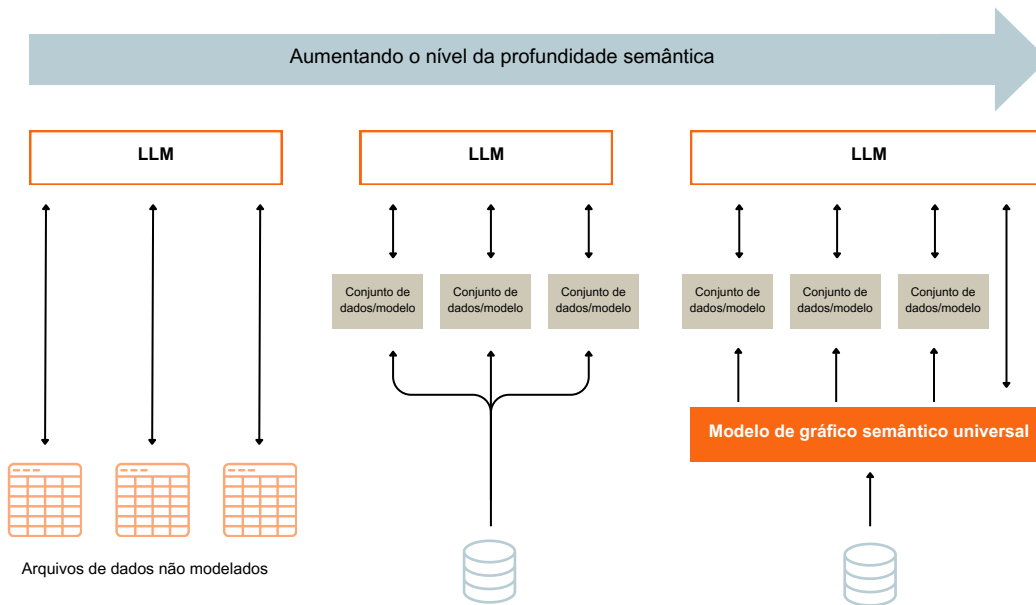 Aumentando o nível da profundidade semântica
LLM
LLM
LLM
Conjunto de
dados/modelo
Conjunto de
dados/modelo
Conjunto de
dados/modelo
Conjunto de
dados/modelo
Conjunto de
dados/modelo
Conjunto de
dados/modelo
Modelo de gráfico semântico universal
Arquivos de dados não modelados